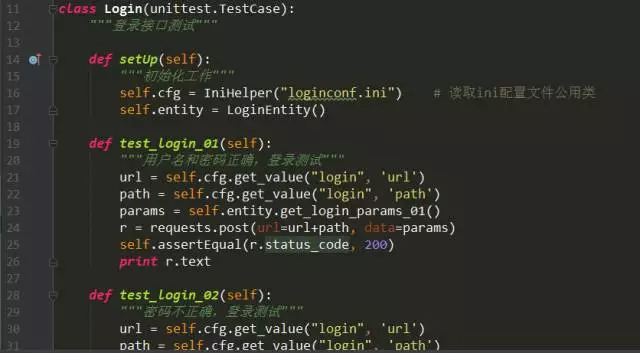 11 class Login(unittest.TestCase):
12 """登录接口测试"""
13
14 def setUp(self):
15 """初始化工作"""
16 self.cfg = IniHelper("loginconf.ini") # 读取ini配置文件公用类
17 self.entity = LoginEntity()
18
19 def test_login_01(self):
20 """用户名和密码正确，登录测试"""
21 url = self.cfg.get_value("login", 'url')
22 path = self.cfg.get_value("login", 'path')
23 params = self.entity.get_login_params_01()
24 r = requests.post(url=url+path, data=params)
25 self.assertEqual(r.status_code, 200)
26 print r.text
27
28 def test_login_02(self):
29 """密码不正确，登录测试"""
30 url = self.cfg.get_value("login", 'url')
31 path = self.cfg.get_value("login", 'path')